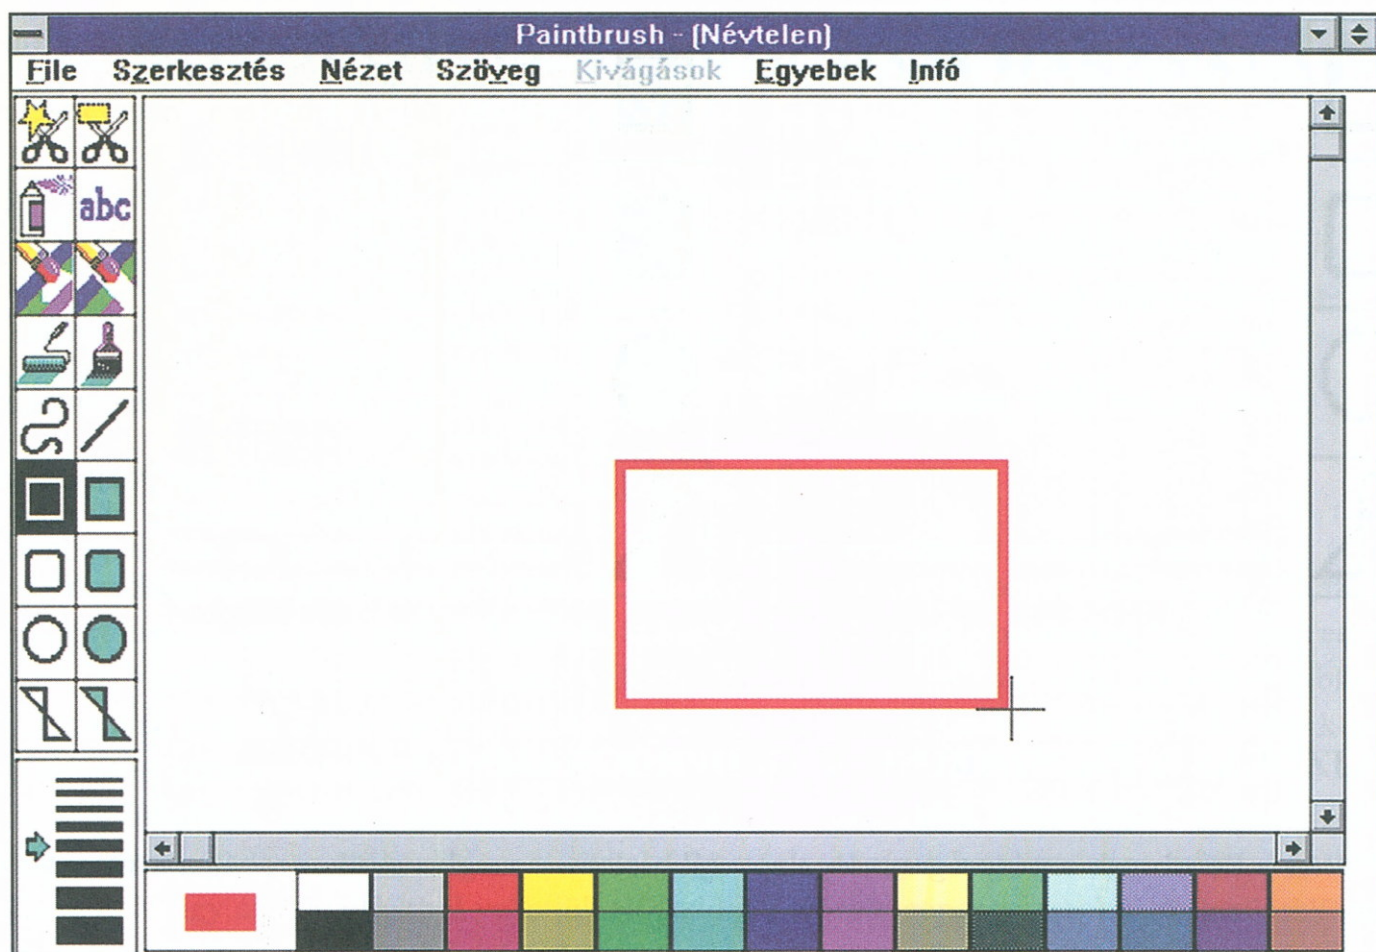 Paintbrush - (Névtelen)
File Szerkesztés Nézet Szöveg Kivágások Egyebek Infó
abc